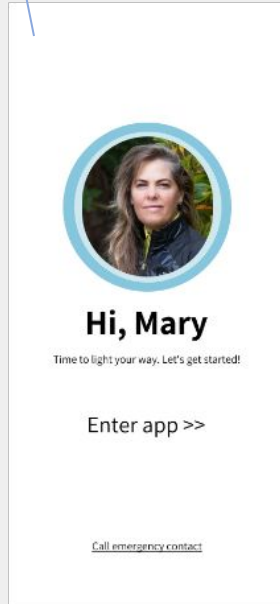 Hi, Mary
Time to light your way. Let's get started!
Enter app >>
Call emergency contact